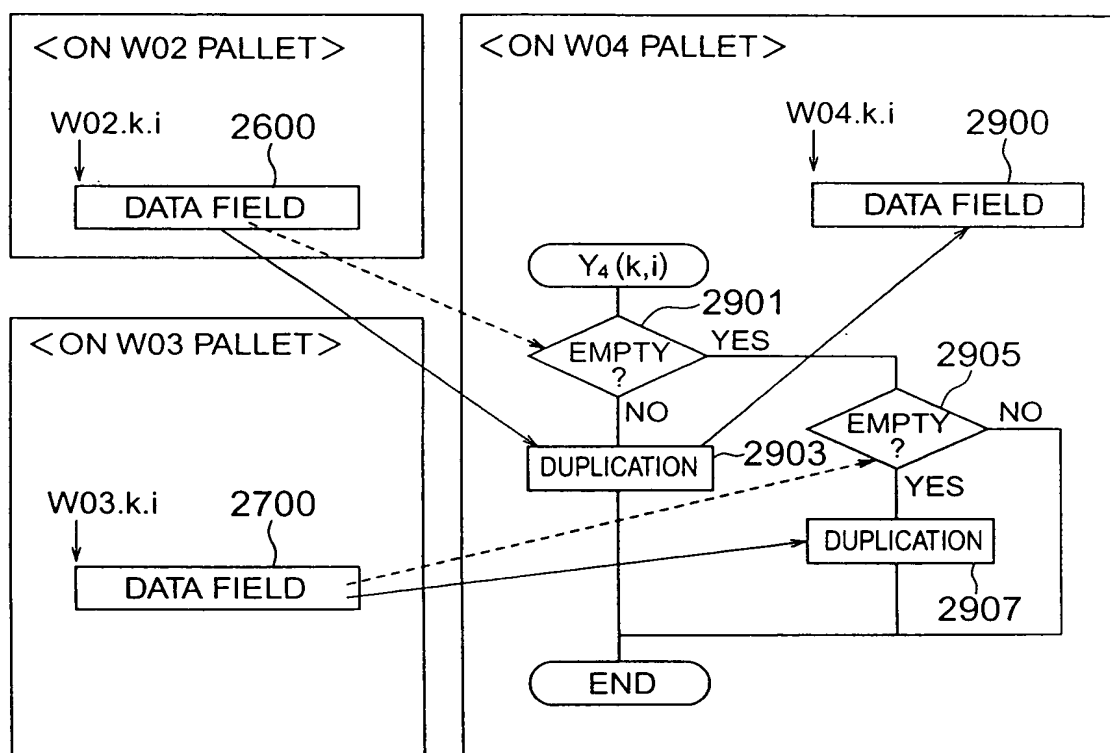 <ON W02 PALLET>
W02.k.i
2600
DATA FIELD
<ON W03 PALLET>
W03.k.i
2700
DATA FIELD
<ON W04 PALLET>
W04.k.i
2900
DATA FIELD
Y₄(k,i)
2901
EMPTY
?
YES
NO
2905
EMPTY
?
NO
YES
DUPLICATION
2903
DUPLICATION
2907
END